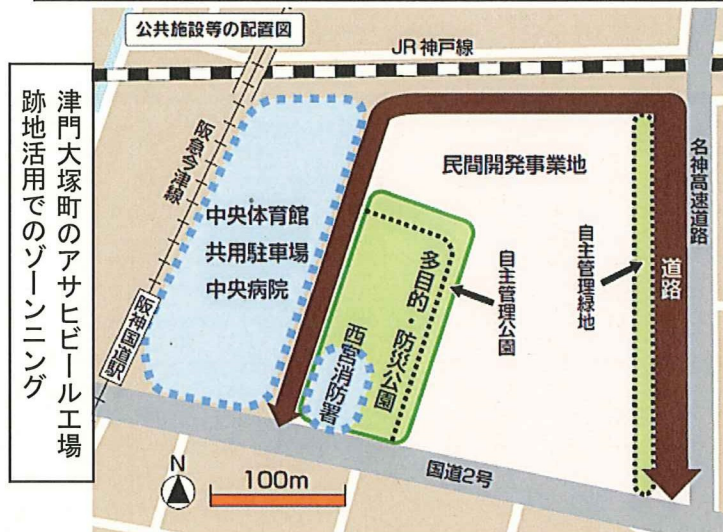 公共施設等の配置図
JR神戸線
津門大塚町のアサヒビール工場
跡地活用でのゾーンニング
阪急今津線
阪神国道駅
中央体育館
共用駐車場
中央病院
民間開発事業地
多目的・防災公園
西宮消防署
自主管理公園
自主管理緑地
道路
名神高速道路
国道2号
N
100m